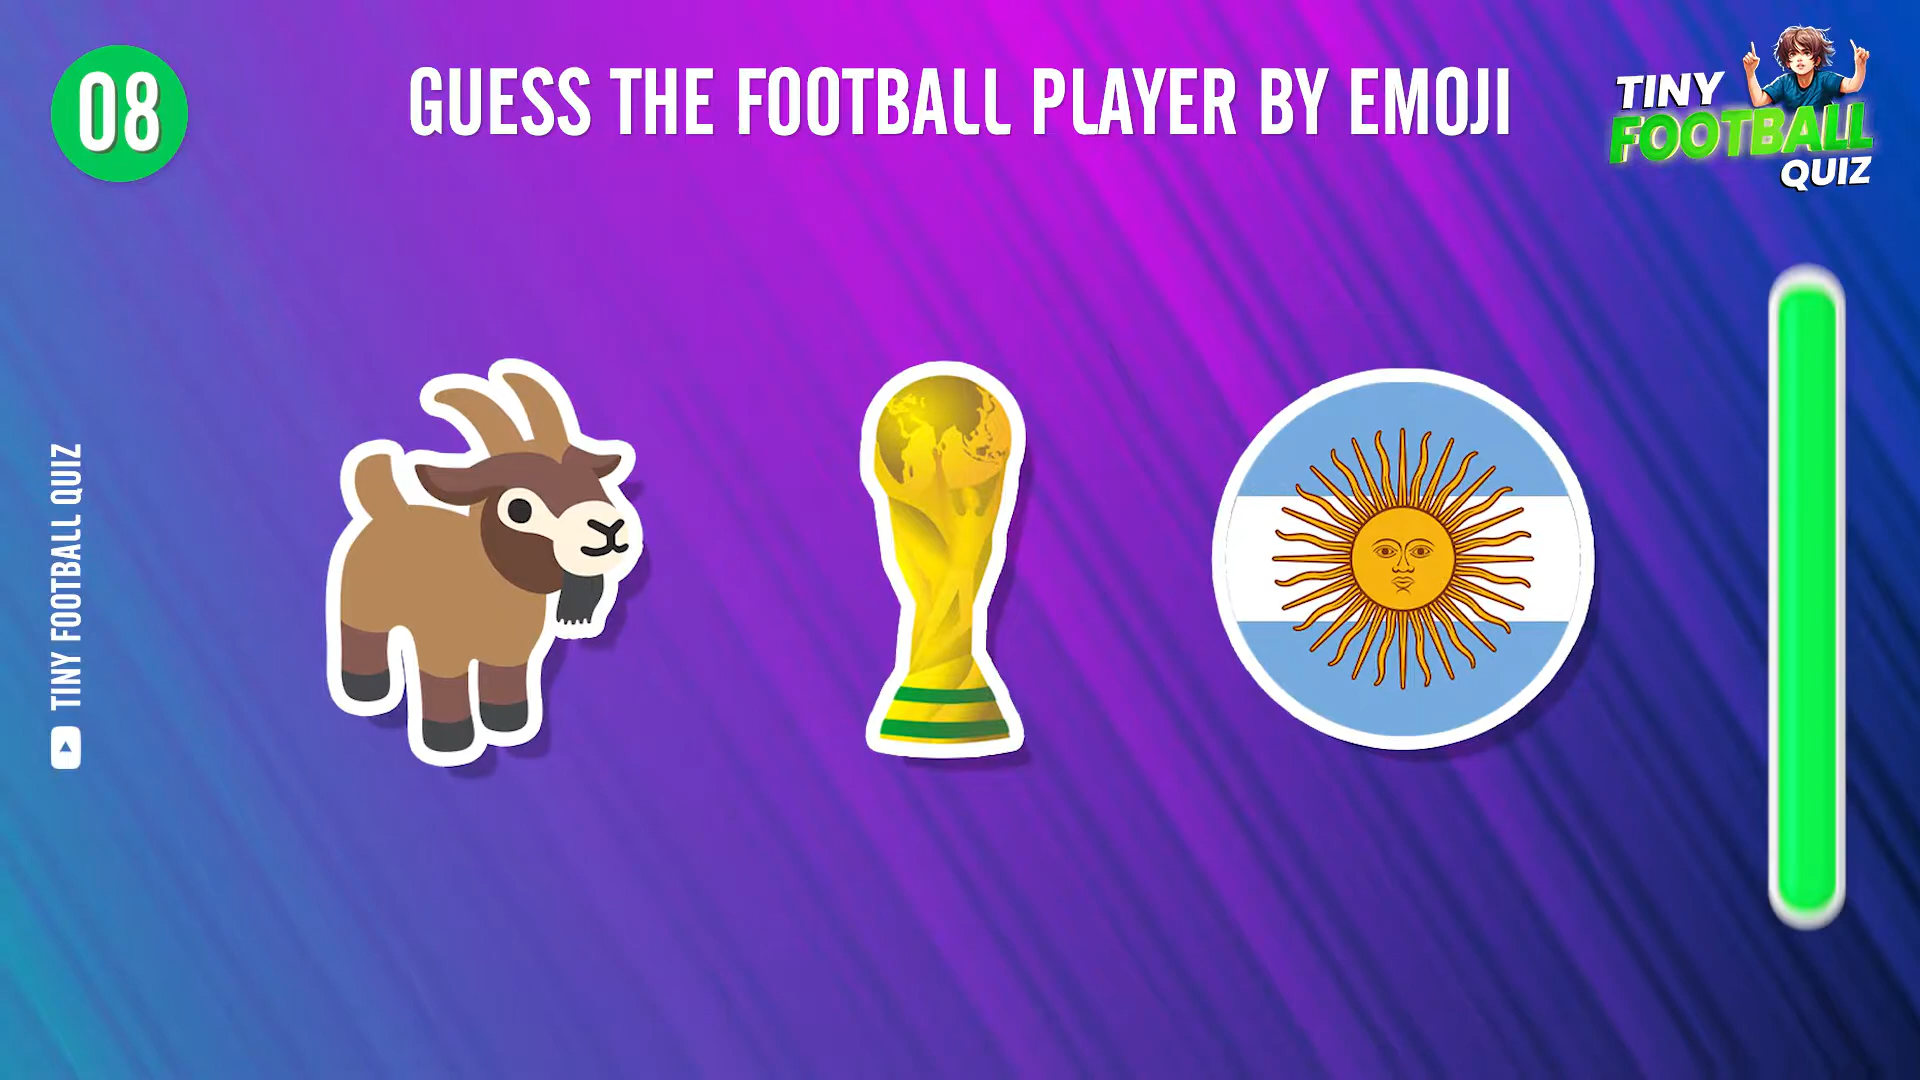 08
GUESS THE FOOTBALL PLAYER BY EMOJI
TINY
FOOTBALL
QUIZ
TINY FOOTBALL QUIZ